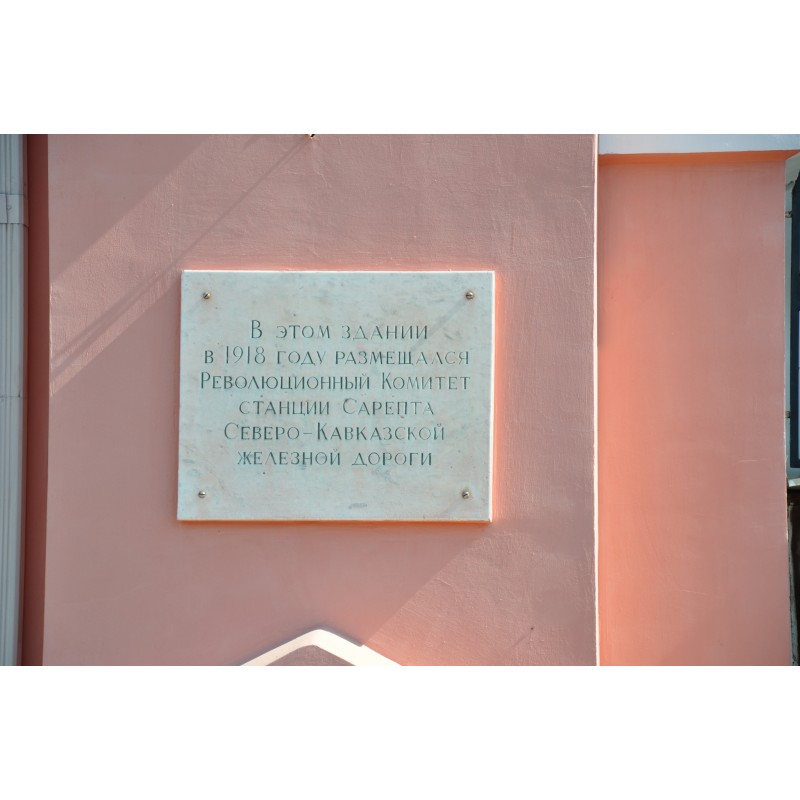 В этом здании
в 1918 году размещался
Революционный Комитет
станции Сарепта
Северо-Кавказской
железной дороги